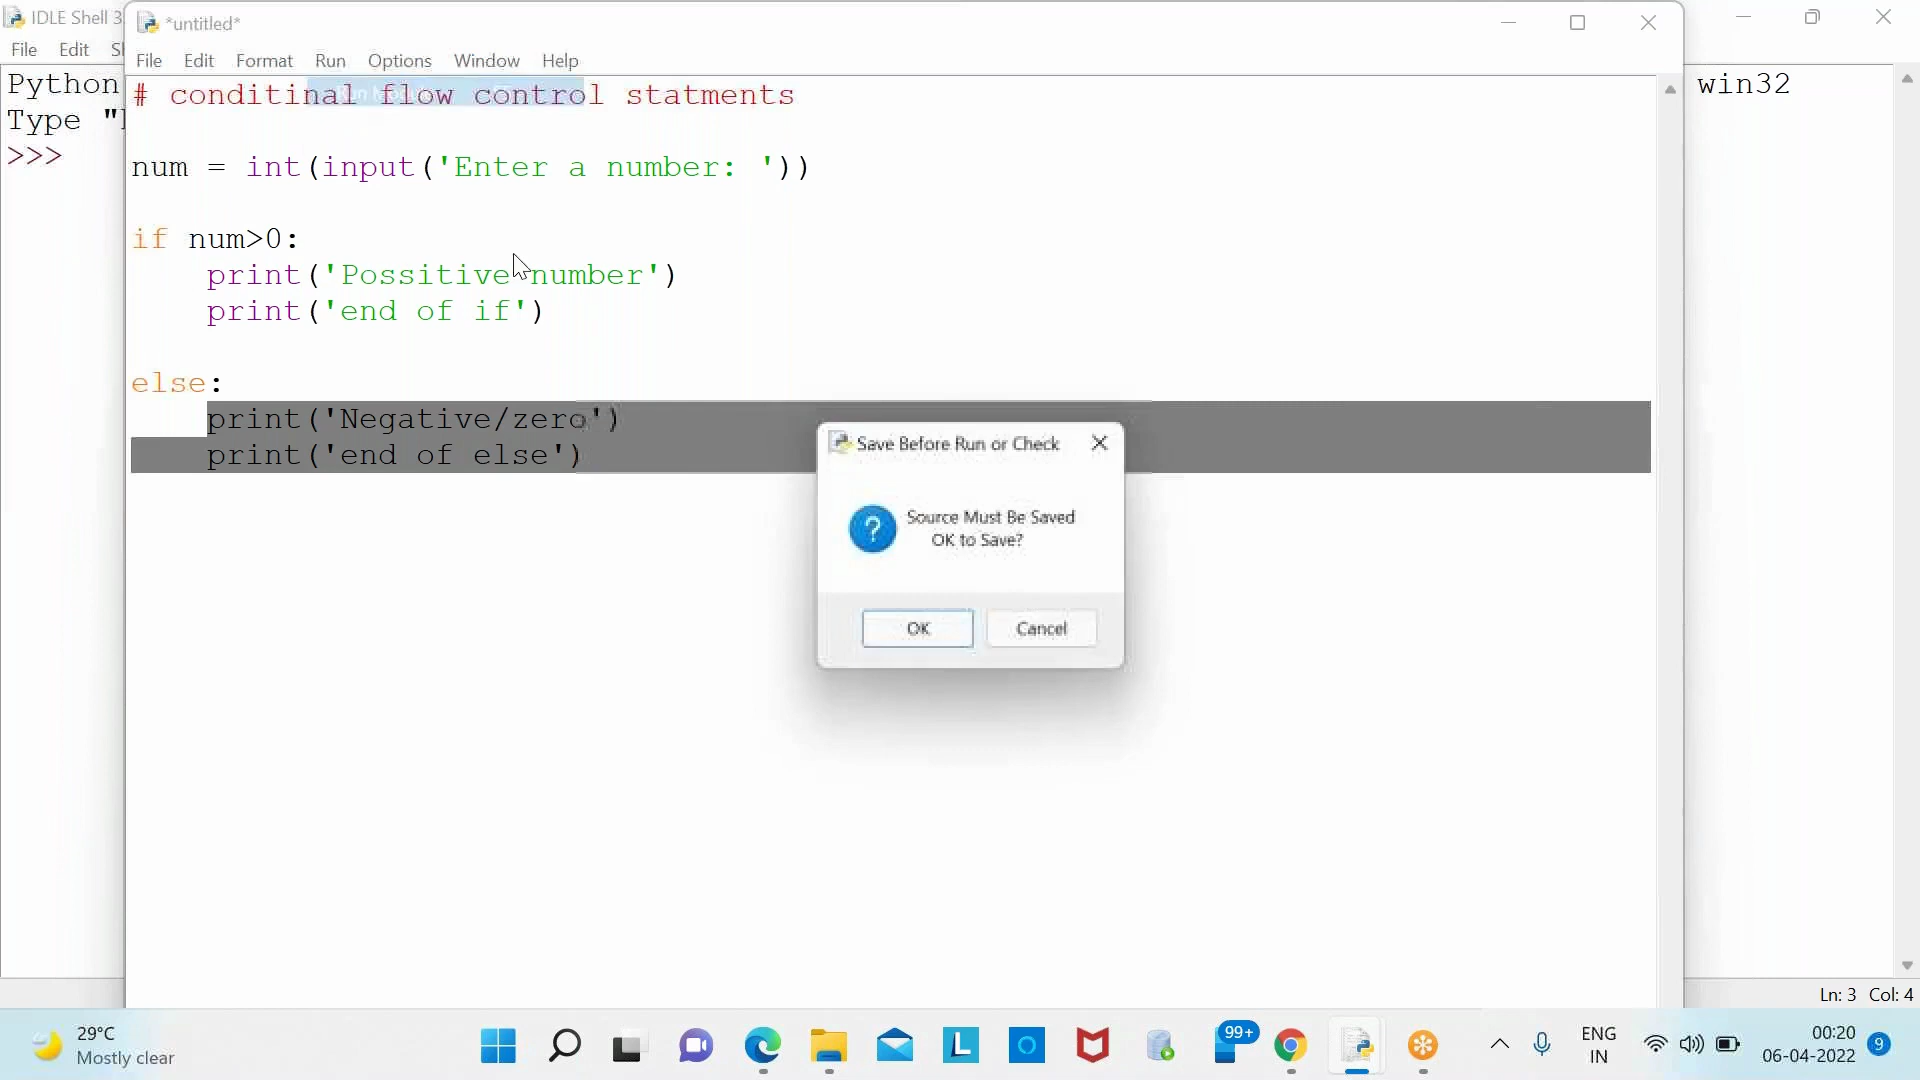 IDLE Shell 3.
File Edit
Python
Type "
>>>
win32
*untitled*
File Edit Format Run Options Window Help
# conditinal flow control statments
num = int(input('Enter a number: '))
if num>0:
print('Possitive number')
print('end of if')
else:
print('Negative/zero')
print('end of else')
Save Before Run or Check
Source Must Be Saved
OK to Save?
OK Cancel
Ln: 3 Col: 4
29°C
Mostly clear
99+
ENG
IN
00:20
06-04-2022
9